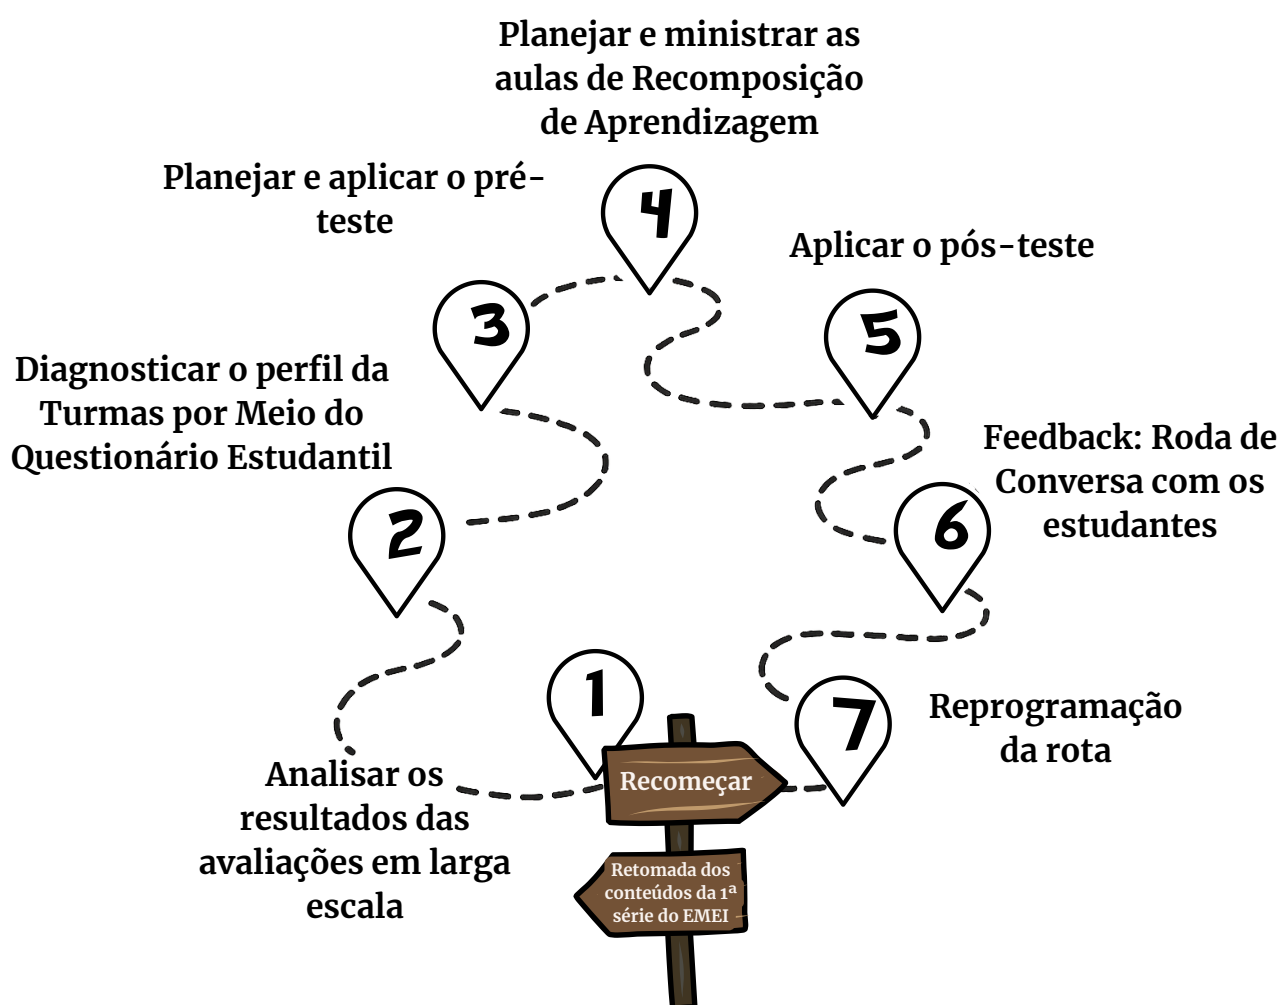 Planejar e ministrar as
aulas de Recomposição
de Aprendizagem
Planejar e aplicar o pré-
teste
4
Aplicar o pós-teste
3
5
Diagnosticar o perfil da
Turmas por Meio do
Questionário Estudantil
Feedback: Roda de
Conversa com os
estudantes
2
6
1
7
Reprogramação
da rota
Analisar os
resultados das
avaliações em larga
escala
Recomeçar
Retomada dos
conteúdos da 1ª
série do EMEI